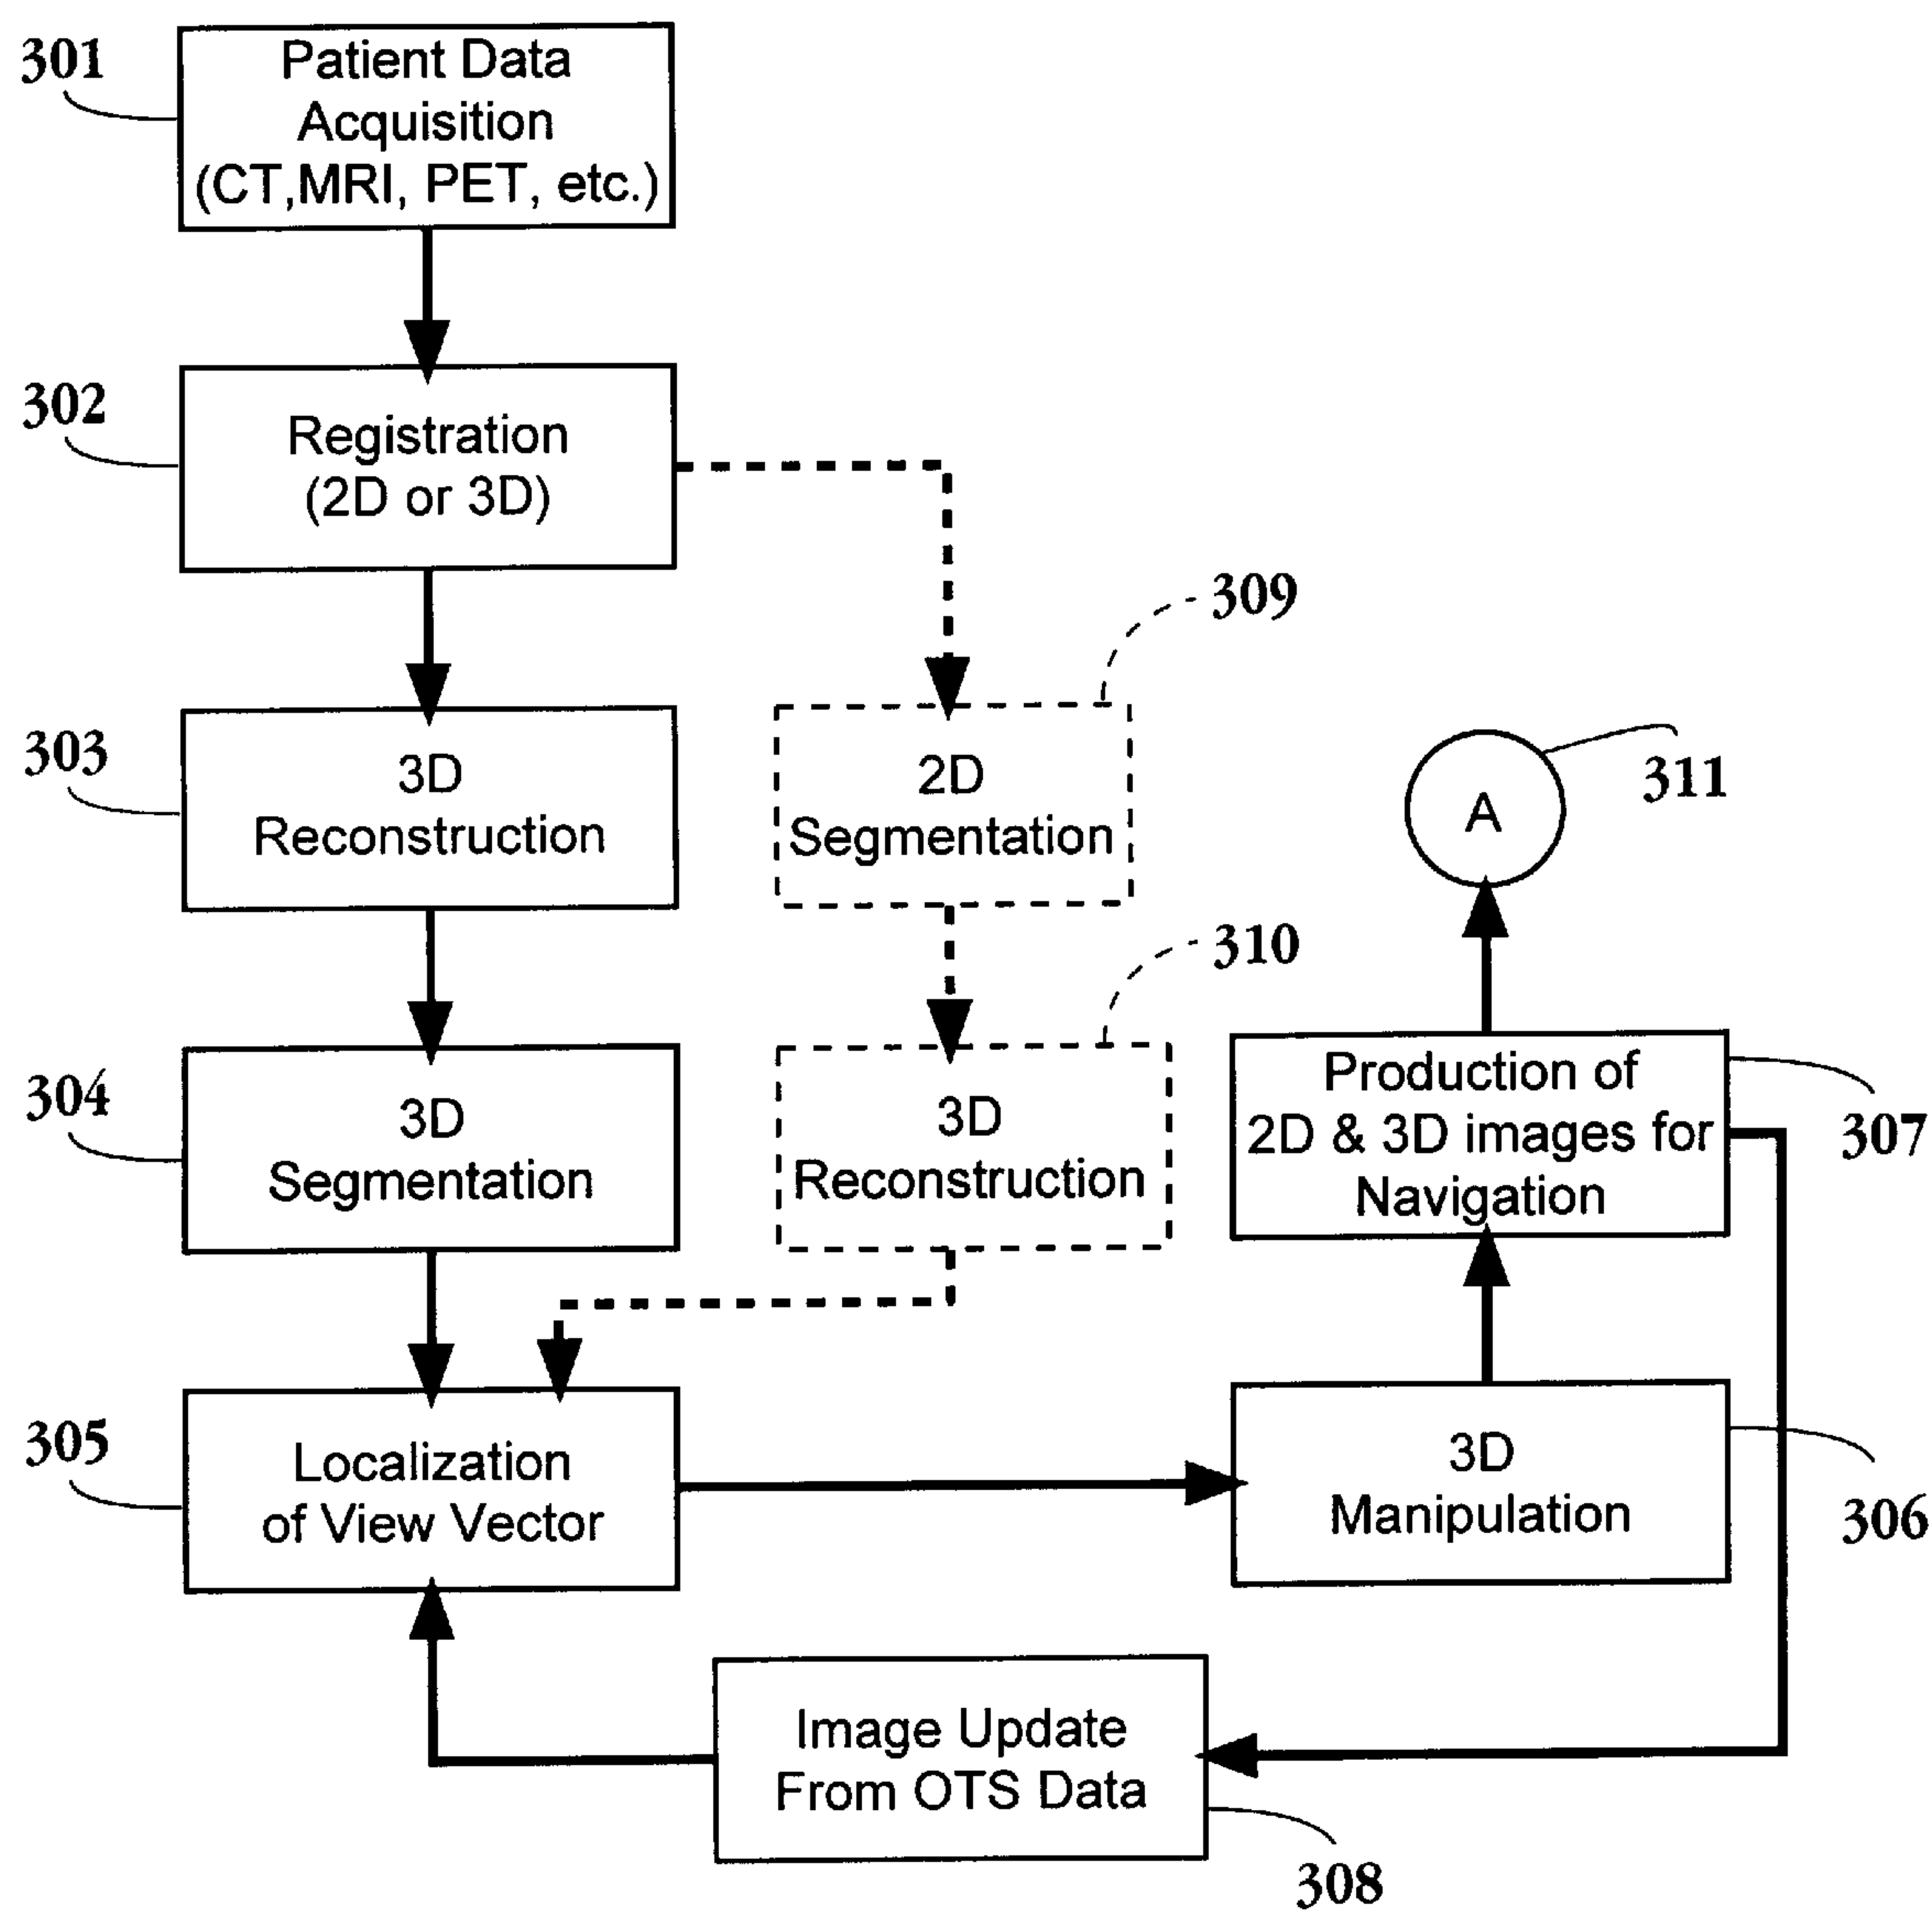 301
Patient Data
Acquisition
(CT,MRI, PET, etc.)
302
Registration
(2D or 3D)
303
3D
Reconstruction
309
2D
Segmentation
311
A
304
3D
Segmentation
310
3D
Reconstruction
Production of
2D & 3D images for
Navigation
307
305
Localization
of View Vector
3D
Manipulation
306
Image Update
From OTS Data
308